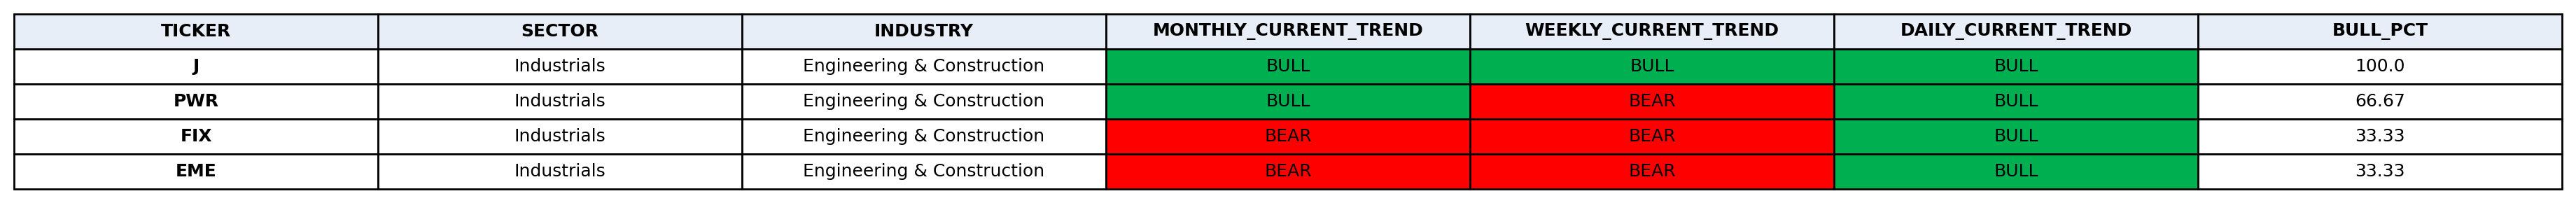 TICKER SECTOR INDUSTRY MONTHLY_CURRENT_TREND WEEKLY_CURRENT_TREND DAILY_CURRENT_TREND BULL_PCT
J Industrials Engineering & Construction BULL BULL BULL 100.0
PWR Industrials Engineering & Construction BULL BEAR BULL 66.67
FIX Industrials Engineering & Construction BEAR BEAR BULL 33.33
EME Industrials Engineering & Construction BEAR BEAR BULL 33.33